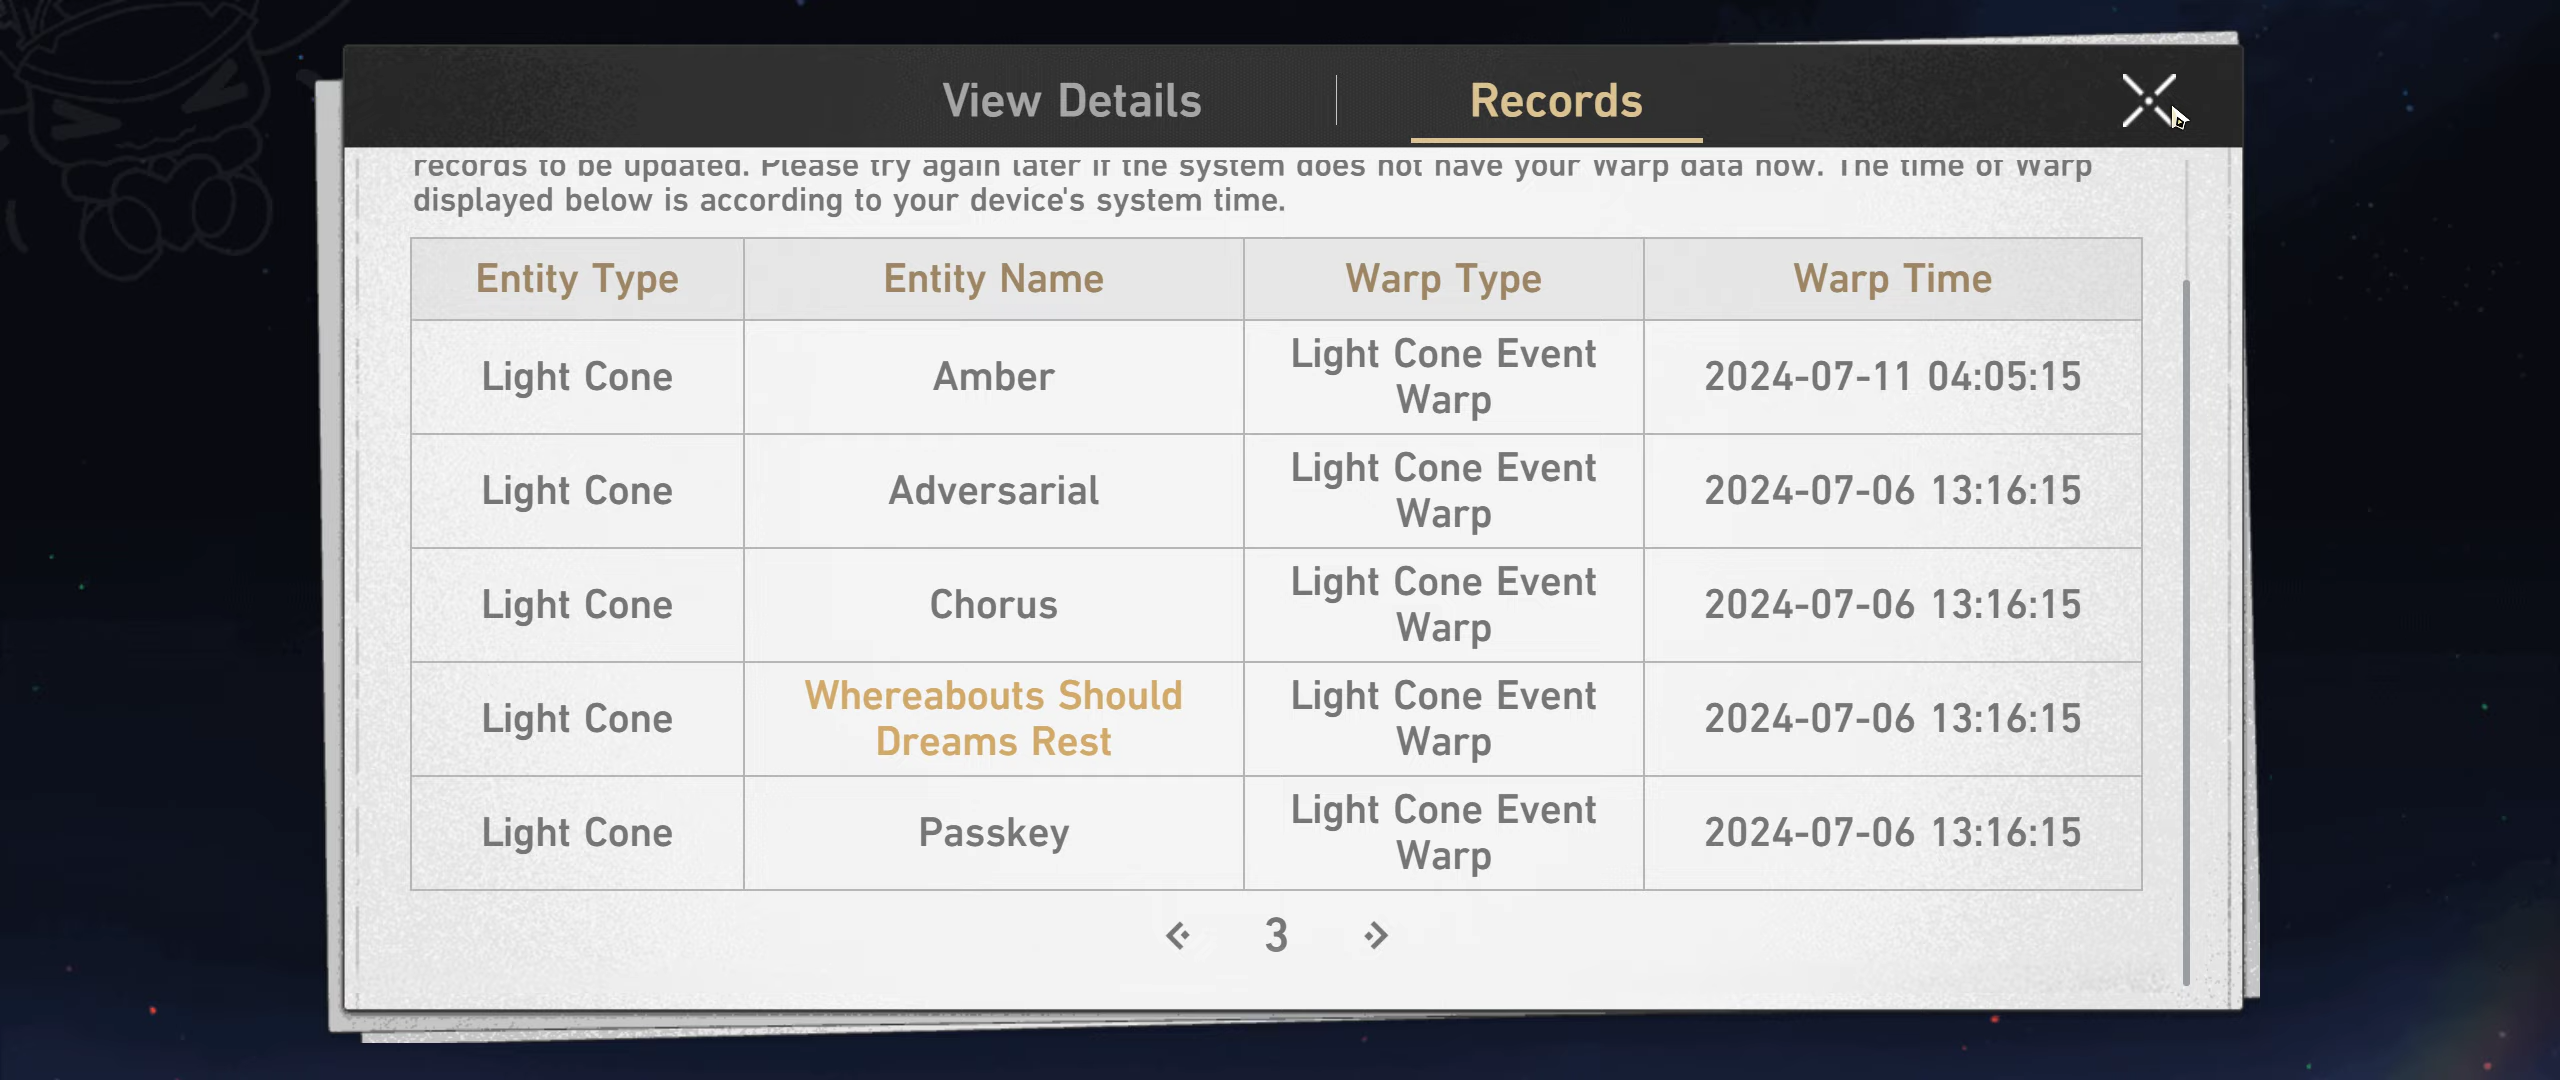 View Details
Records
records to be updated. Please try again later if the system does not have your Warp data now. The time of Warp
displayed below is according to your device's system time.
Entity Type
Entity Name
Warp Type
Warp Time
Light Cone
Amber
Light Cone Event
Warp
2024-07-11 04:05:15
Light Cone
Adversarial
Light Cone Event
Warp
2024-07-06 13:16:15
Light Cone
Chorus
Light Cone Event
Warp
2024-07-06 13:16:15
Light Cone
Whereabouts Should
Dreams Rest
Light Cone Event
Warp
2024-07-06 13:16:15
Light Cone
Passkey
Light Cone Event
Warp
2024-07-06 13:16:15
3